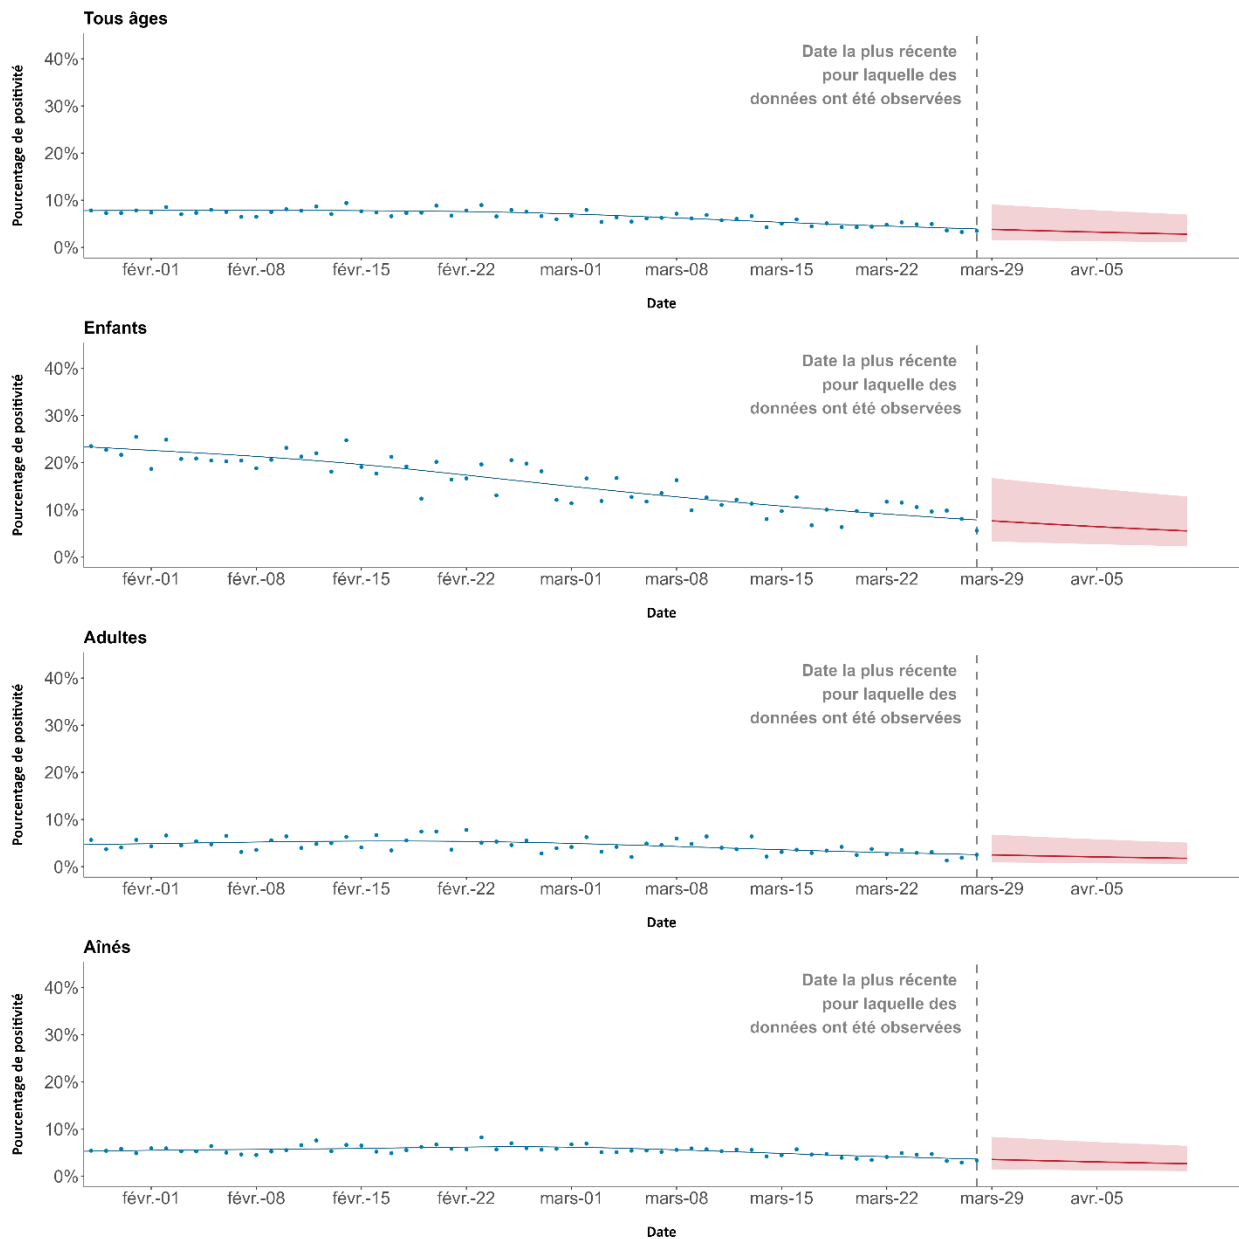 Tous âges
Pourcentage de positivité
40%
30%
20%
10%
0%
Date la plus récente
pour laquelle des
données ont été observées
févr.-01 févr.-08 févr.-15 févr.-22 mars-01 mars-08 mars-15 mars-22 mars-29 avr.-05
Date
Enfants
Pourcentage de positivité
40%
30%
20%
10%
0%
Date la plus récente
pour laquelle des
données ont été observées
févr.-01 févr.-08 févr.-15 févr.-22 mars-01 mars-08 mars-15 mars-22 mars-29 avr.-05
Date
Adultes
Pourcentage de positivité
40%
30%
20%
10%
0%
Date la plus récente
pour laquelle des
données ont été observées
févr.-01 févr.-08 févr.-15 févr.-22 mars-01 mars-08 mars-15 mars-22 mars-29 avr.-05
Date
Aînés
Pourcentage de positivité
40%
30%
20%
10%
0%
Date la plus récente
pour laquelle des
données ont été observées
févr.-01 févr.-08 févr.-15 févr.-22 mars-01 mars-08 mars-15 mars-22 mars-29 avr.-05
Date